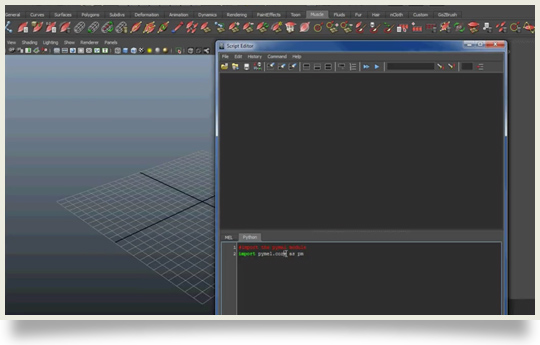 General Curves Surfaces Polygons Subdivs Deformation Animation Dynamics Rendering PaintEffects Toon Muscle Fluids Fur Hair nCloth Custom GoZBrush
View Shading Lighting Show Renderer Panels
Script Editor
File Edit History Command Help
MEL Python
1 #import the pymel module
2 import pymel.core as pm